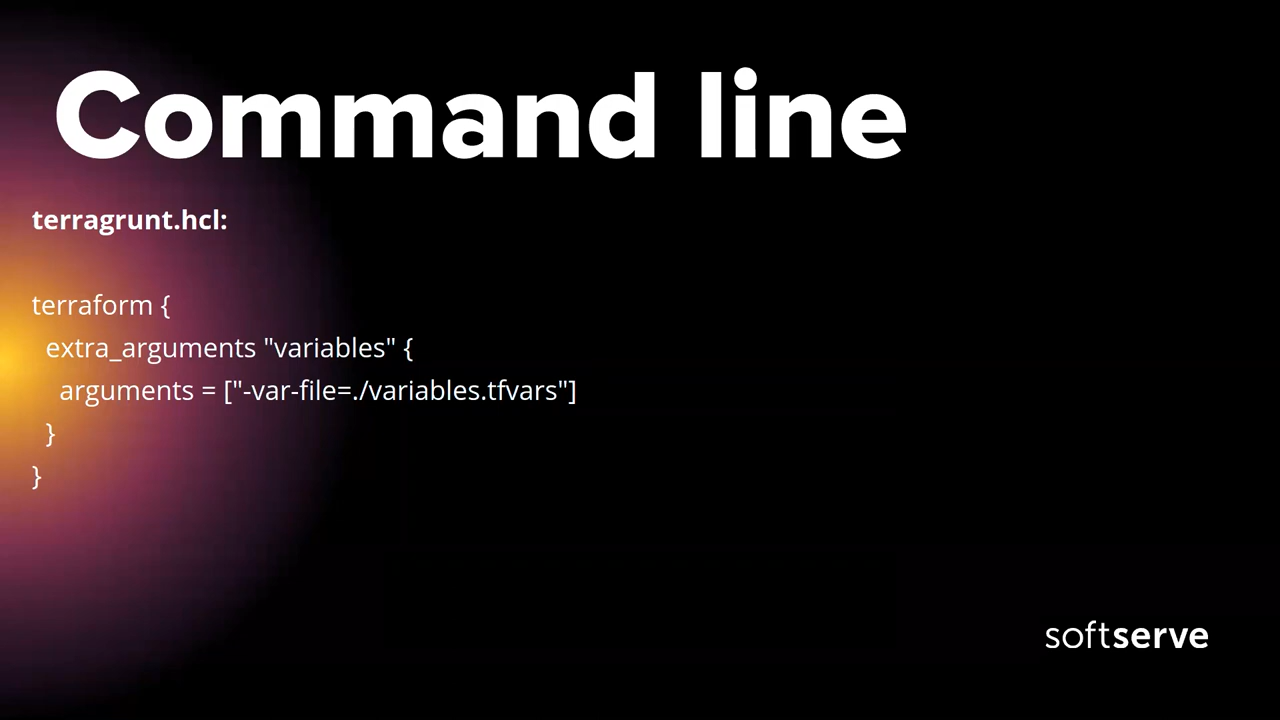 Command line
terragrunt.hcl:
terraform {
extra_arguments "variables" {
arguments = ["-var-file=./variables.tfvars"]
}
}
softserve